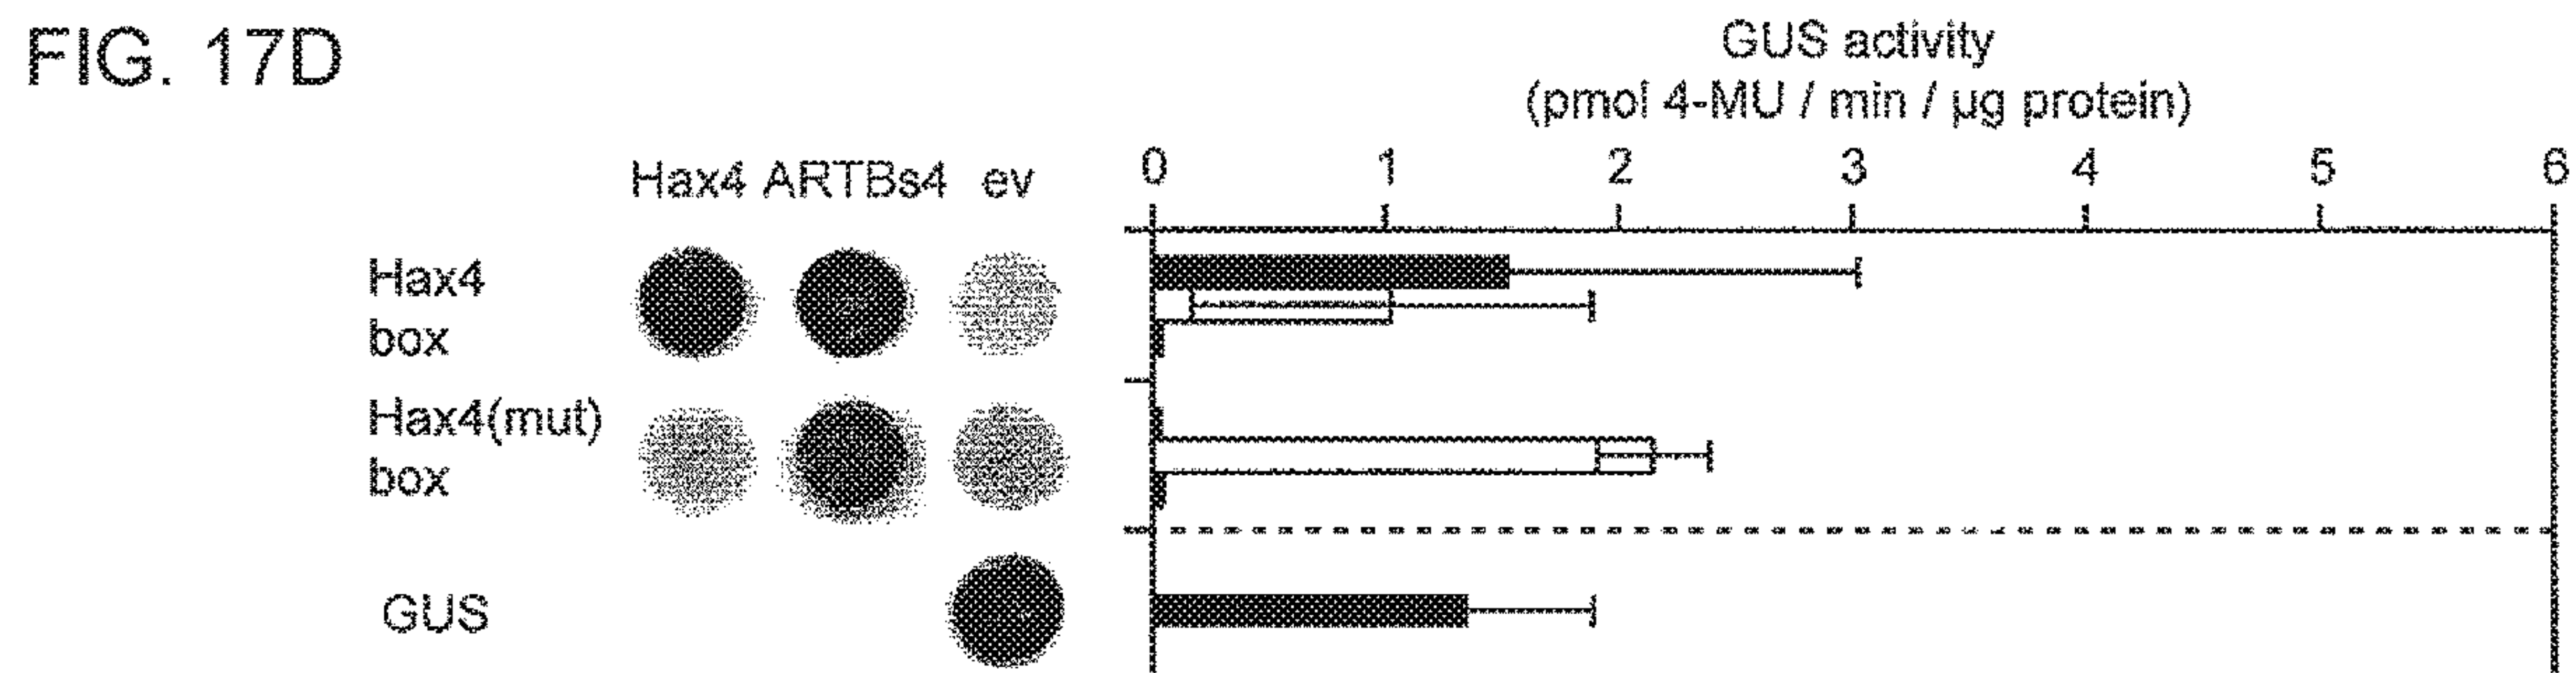 FIG. 17D
GUS activity
(pmol 4-MU / min / µg protein)
Hax4 ARTBs4 ev
0 1 2 3 4 5 6
Hax4
box
Hax4(mut)
box
GUS